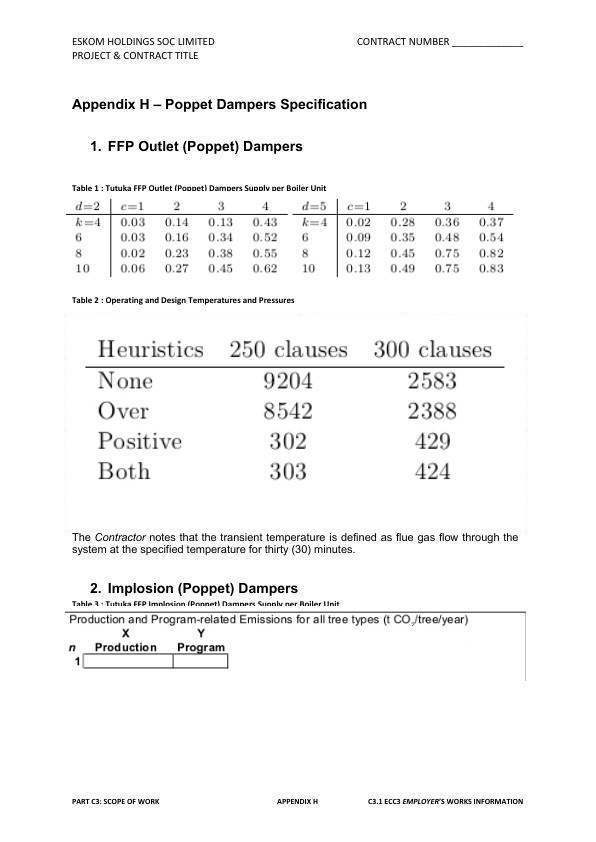 ESKOM HOLDINGS SOC LIMITED CONTRACT NUMBER _____________
PROJECT & CONTRACT TITLE
Appendix H – Poppet Dampers Specification
1. FFP Outlet (Poppet) Dampers
Table 1 : Tutuka FFP Outlet (Poppet) Dampers Supply per Boiler Unit
d=2 c=1 2 3 4 d=5 c=1 2 3 4
k=4 0.03 0.14 0.13 0.43 k=4 0.02 0.28 0.36 0.37
6 0.03 0.16 0.34 0.52 6 0.09 0.35 0.48 0.54
8 0.02 0.23 0.38 0.55 8 0.12 0.45 0.75 0.82
10 0.06 0.27 0.45 0.62 10 0.13 0.49 0.75 0.83
Table 2 : Operating and Design Temperatures and Pressures
Heuristics 250 clauses 300 clauses
None 9204 2583
Over 8542 2388
Positive 302 429
Both 303 424
The Contractor notes that the transient temperature is defined as flue gas flow through the
system at the specified temperature for thirty (30) minutes.
2. Implosion (Poppet) Dampers
Table 3 : Tutuka FFP Implosion (Poppet) Dampers Supply per Boiler Unit
Production and Program-related Emissions for all tree types (t CO₂/tree/year)
X Y
n Production Program
1
PART C3: SCOPE OF WORK APPENDIX H C3.1 ECC3 EMPLOYER'S WORKS INFORMATION